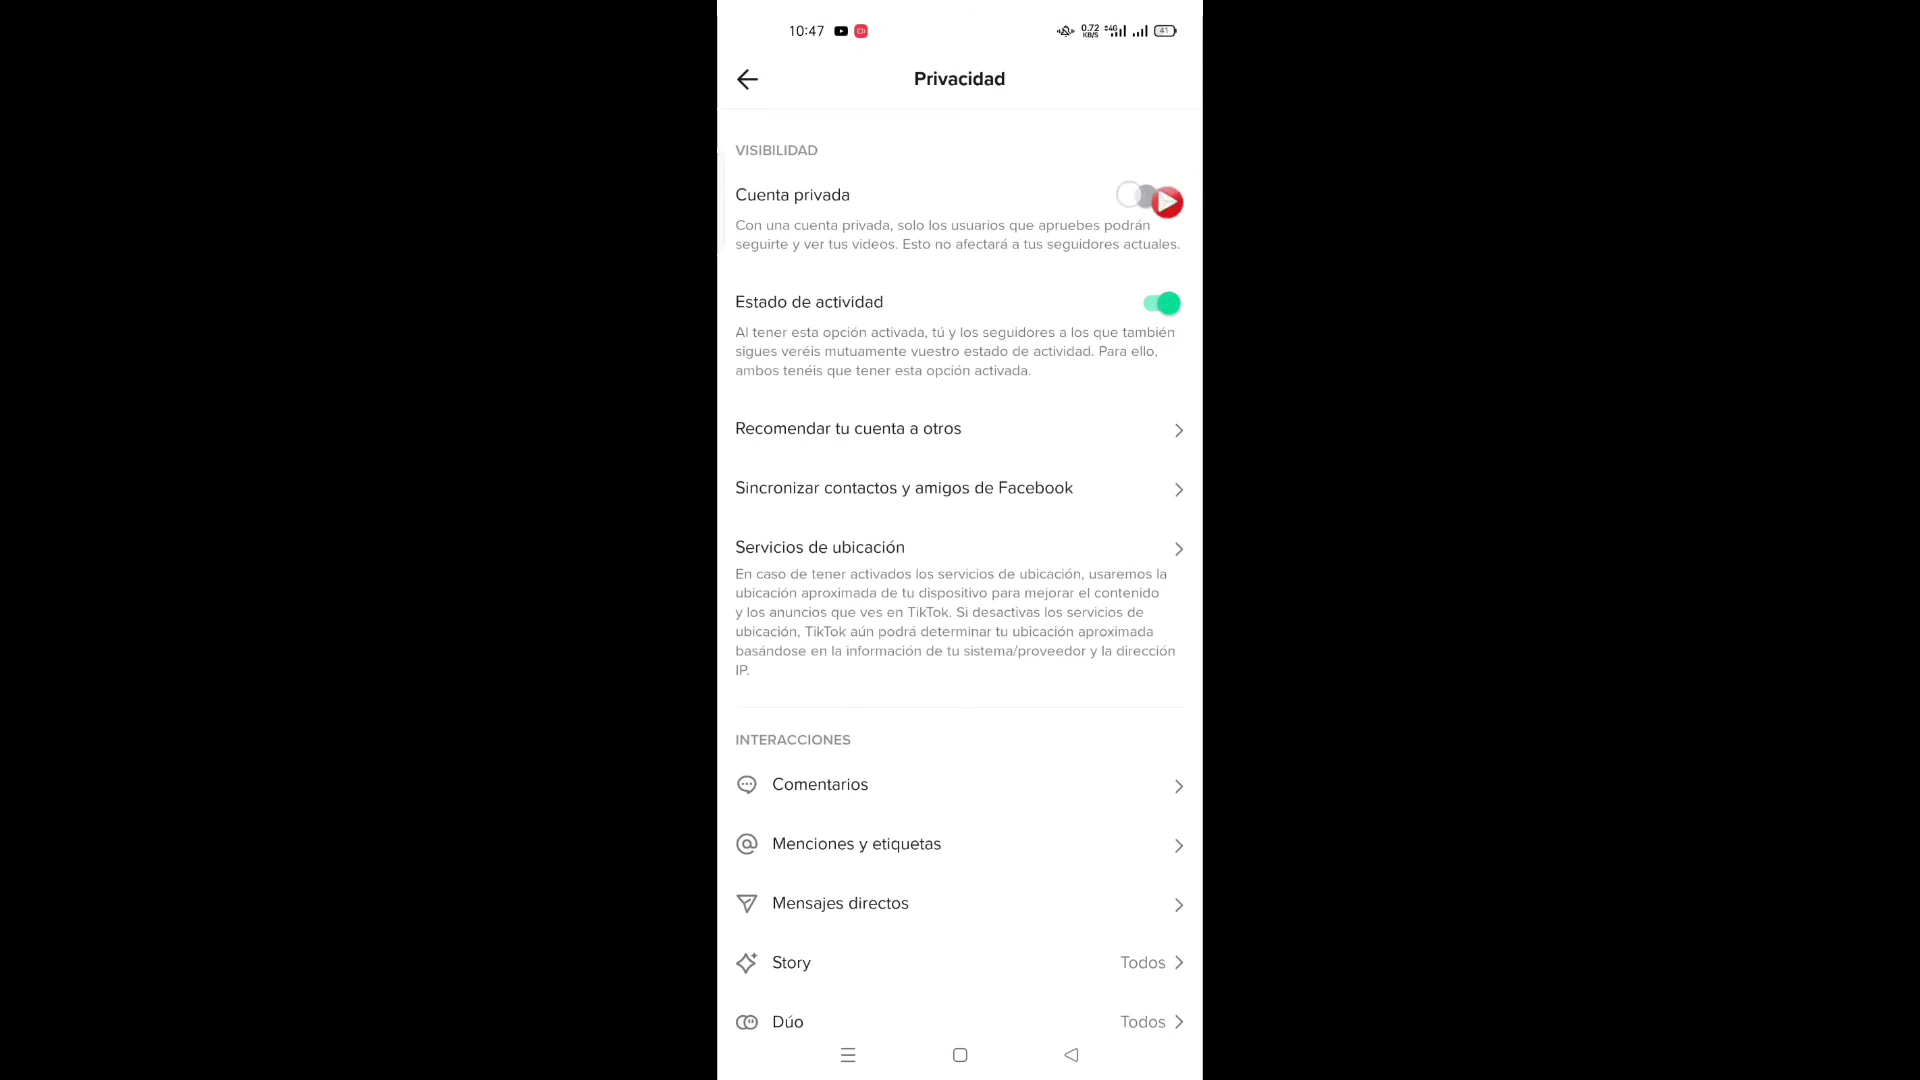 10:47
0.72
KB/S
4G
41
Privacidad
VISIBILIDAD
Cuenta privada
Con una cuenta privada, solo los usuarios que apruebes podrán
seguirte y ver tus videos. Esto no afectará a tus seguidores actuales.
Estado de actividad
Al tener esta opción activada, tú y los seguidores a los que también
sigues veréis mutuamente vuestro estado de actividad. Para ello,
ambos tenéis que tener esta opción activada.
Recomendar tu cuenta a otros
Sincronizar contactos y amigos de Facebook
Servicios de ubicación
En caso de tener activados los servicios de ubicación, usaremos la
ubicación aproximada de tu dispositivo para mejorar el contenido
y los anuncios que ves en TikTok. Si desactivas los servicios de
ubicación, TikTok aún podrá determinar tu ubicación aproximada
basándose en la información de tu sistema/proveedor y la dirección
IP.
INTERACCIONES
Comentarios
Menciones y etiquetas
Mensajes directos
Story Todos
Dúo Todos